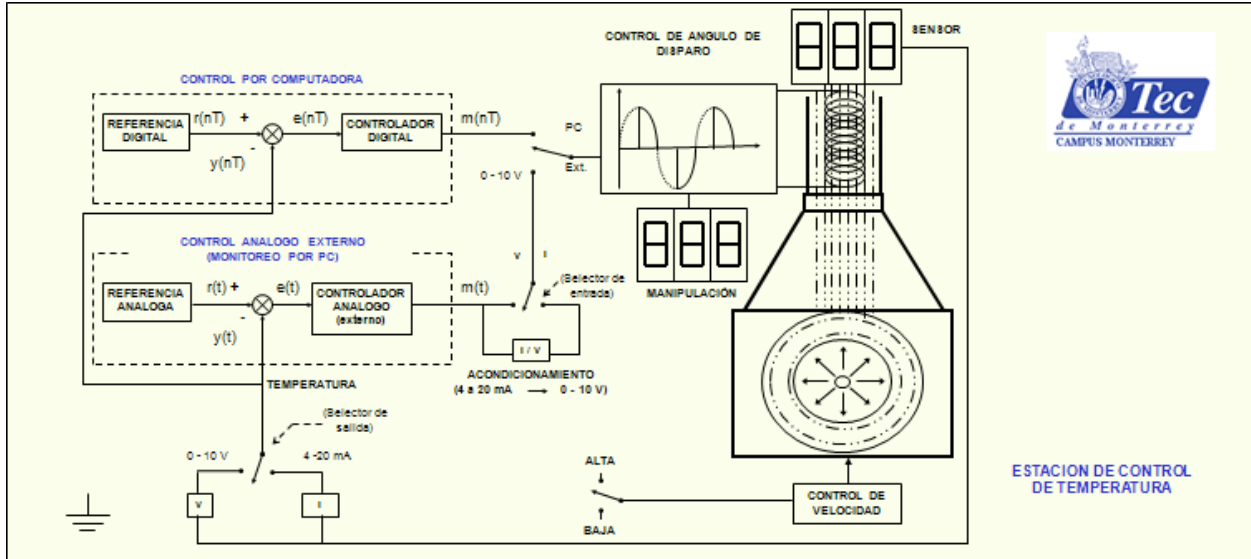 CONTROL DE ANGULO DE
DISPARO
SENSOR
Tec
de Monterrey
CAMPUS MONTERREY
CONTROL POR COMPUTADORA
REFERENCIA
DIGITAL
r(nT) +
e(nT)
CONTROLADOR
DIGITAL
m(nT)
y(nT)
-
PC
Ext.
0 - 10 V
CONTROL ANALOGO EXTERNO
(MONITOREO POR PC)
V
I
REFERENCIA
ANALOGA
r(t) +
e(t)
CONTROLADOR
ANALOGO
(externo)
m(t)
y(t)
-
(Selector de
entrada)
MANIPULACIÓN
I / V
ACONDICIONAMIENTO
(4 a 20 mA → 0 - 10 V)
TEMPERATURA
(Selector de
salida)
0 - 10 V
4 -20 mA
V
I
ALTA
BAJA
CONTROL DE
VELOCIDAD
ESTACION DE CONTROL
DE TEMPERATURA